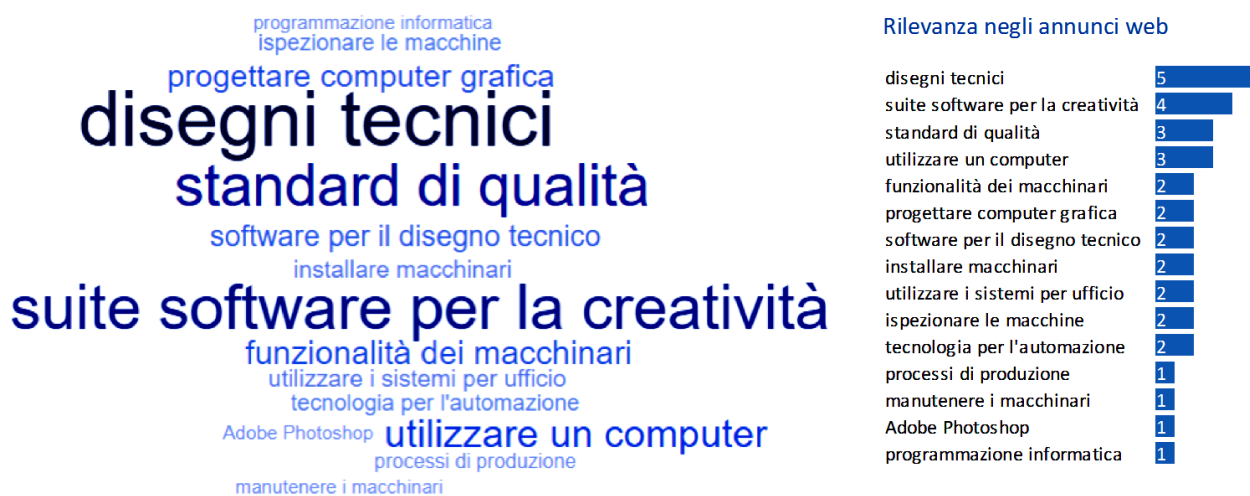 programmazione informatica
ispezionare le macchine
progettare computer grafica
disegni tecnici
standard di qualità
software per il disegno tecnico
installare macchinari
suite software per la creatività
funzionalità dei macchinari
utilizzare i sistemi per ufficio
tecnologia per l'automazione
Adobe Photoshop utilizzare un computer
processi di produzione
manutenere i macchinari
Rilevanza negli annunci web
disegni tecnici 5
suite software per la creatività 4
standard di qualità 3
utilizzare un computer 3
funzionalità dei macchinari 2
progettare computer grafica 2
software per il disegno tecnico 2
installare macchinari 2
utilizzare i sistemi per ufficio 2
ispezionare le macchine 2
tecnologia per l'automazione 2
processi di produzione 1
manutenere i macchinari 1
Adobe Photoshop 1
programmazione informatica 1